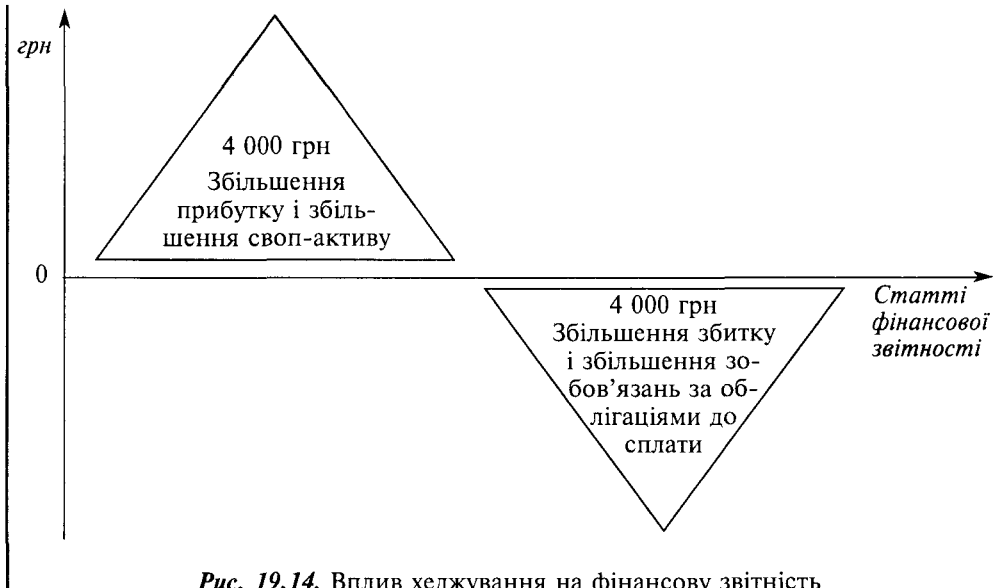 грн
4 000 грн
Збільшення
прибутку і збіль-
шення своп-активу
0
4 000 грн
Збільшення збитку
і збільшення зо-
бов’язань за об-
лігаціями до
сплати
Статті
фінансової
звітності
Рис. 19.14. Вплив хеджування на фінансову звітність